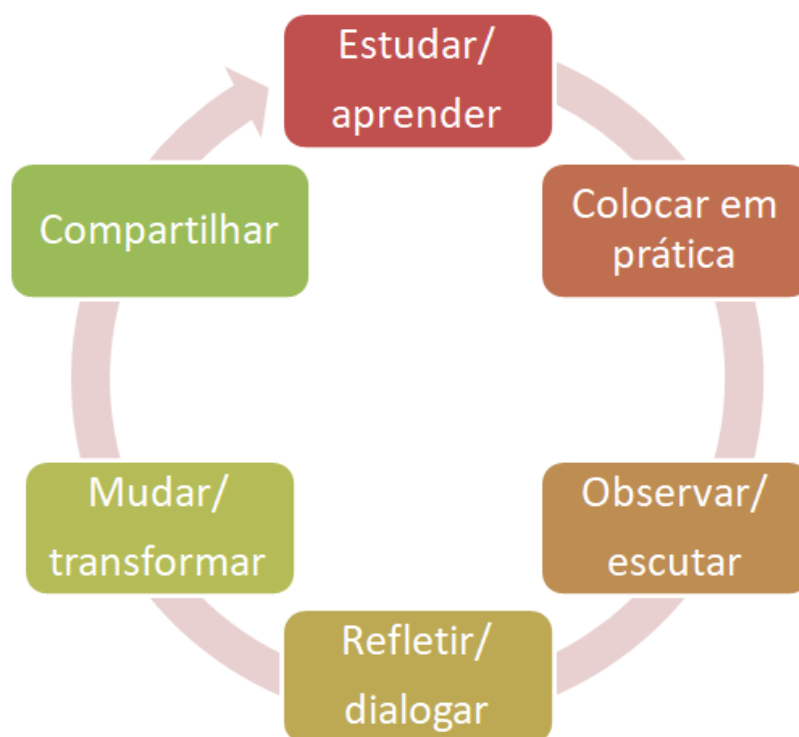 Estudar/
aprender
Colocar em
prática
Observar/
escutar
Refletir/
dialogar
Mudar/
transformar
Compartilhar